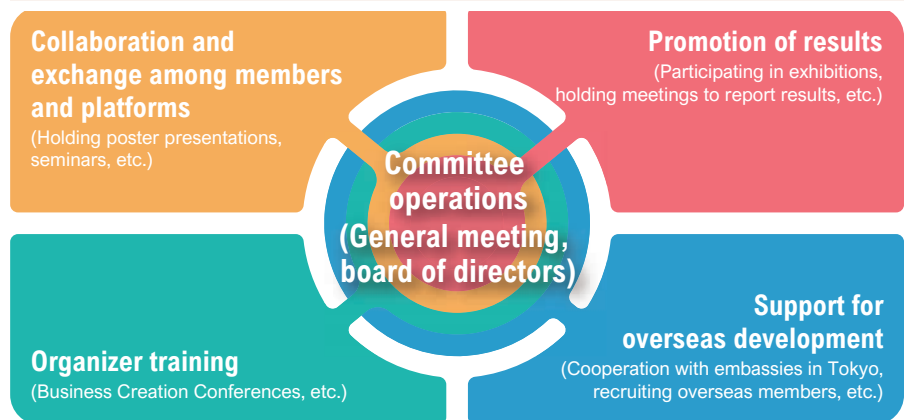 Collaboration and
exchange among members
and platforms
(Holding poster presentations,
seminars, etc.)
Promotion of results
(Participating in exhibitions,
holding meetings to report results, etc.)
Committee
operations
(General meeting,
board of directors)
Organizer training
(Business Creation Conferences, etc.)
Support for
overseas development
(Cooperation with embassies in Tokyo,
recruiting overseas members, etc.)